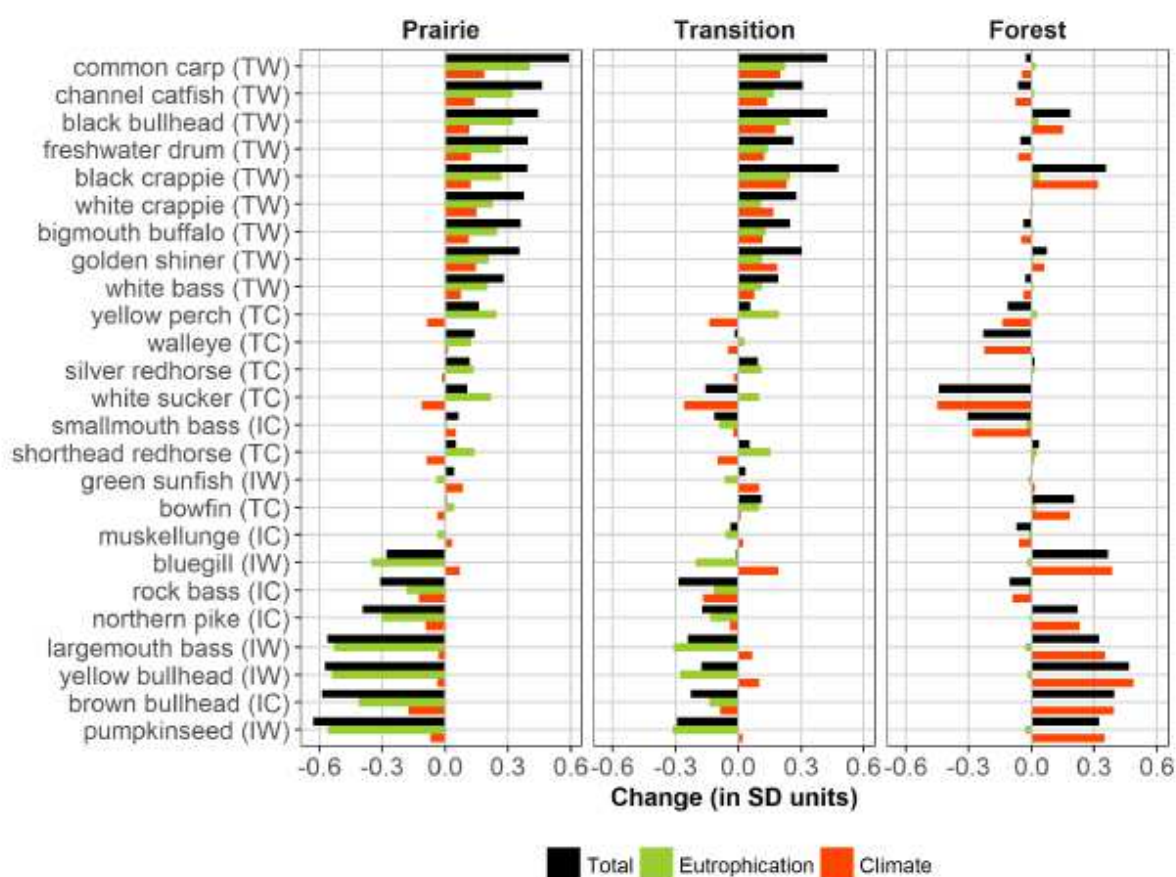 Prairie Transition Forest
common carp (TW)
channel catfish (TW)
black bullhead (TW)
freshwater drum (TW)
black crappie (TW)
white crappie (TW)
bigmouth buffalo (TW)
golden shiner (TW)
white bass (TW)
yellow perch (TC)
walleye (TC)
silver redhorse (TC)
white sucker (TC)
smallmouth bass (IC)
shorthead redhorse (TC)
green sunfish (IW)
bowfin (TC)
muskellunge (IC)
bluegill (IW)
rock bass (IC)
northern pike (IC)
largemouth bass (IW)
yellow bullhead (IW)
brown bullhead (IC)
pumpkinseed (IW)
-0.6 -0.3 0.0 0.3 0.6 -0.6 -0.3 0.0 0.3 0.6 -0.6 -0.3 0.0 0.3 0.6
Change (in SD units)
Total Eutrophication Climate